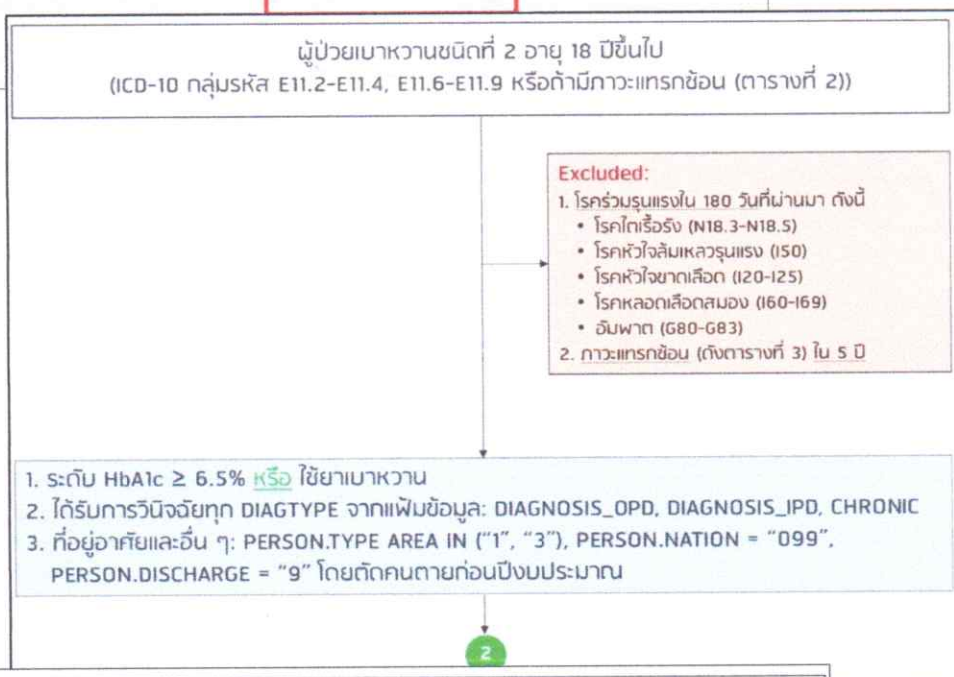 ผู้ป่วยเบาหวานชนิดที่ 2 อายุ 18 ปีขึ้นไป
(ICD-10 กลุ่มรหัส E11.2-E11.4, E11.6-E11.9 หรือถ้ามีภาวะแทรกซ้อน (ตารางที่ 2))
Excluded:
1. โรคร่วมรุนแรงใน 180 วันที่ผ่านมา ดังนี้
• โรคไตเรื้อรัง (N18.3-N18.5)
• โรคหัวใจล้มเหลวรุนแรง (I50)
• โรคหัวใจขาดเลือด (I20-I25)
• โรคหลอดเลือดสมอง (I60-I69)
• อัมพาต (G80-G83)
2. ภาวะแทรกซ้อน (ดังตารางที่ 3) ใน 5 ปี
1. ระดับ HbA1c ≥ 6.5% หรือ ใช้ยาเบาหวาน
2. ได้รับการวินิจฉัยทุก DIAGTYPE จากแฟ้มข้อมูล: DIAGNOSIS_OPD, DIAGNOSIS_IPD, CHRONIC
3. ที่อยู่อาศัยและอื่น ๆ: PERSON.TYPE AREA IN ("1", "3"), PERSON.NATION = "099",
PERSON.DISCHARGE = "9" โดยตัดคนตายก่อนปีงบประมาณ
2